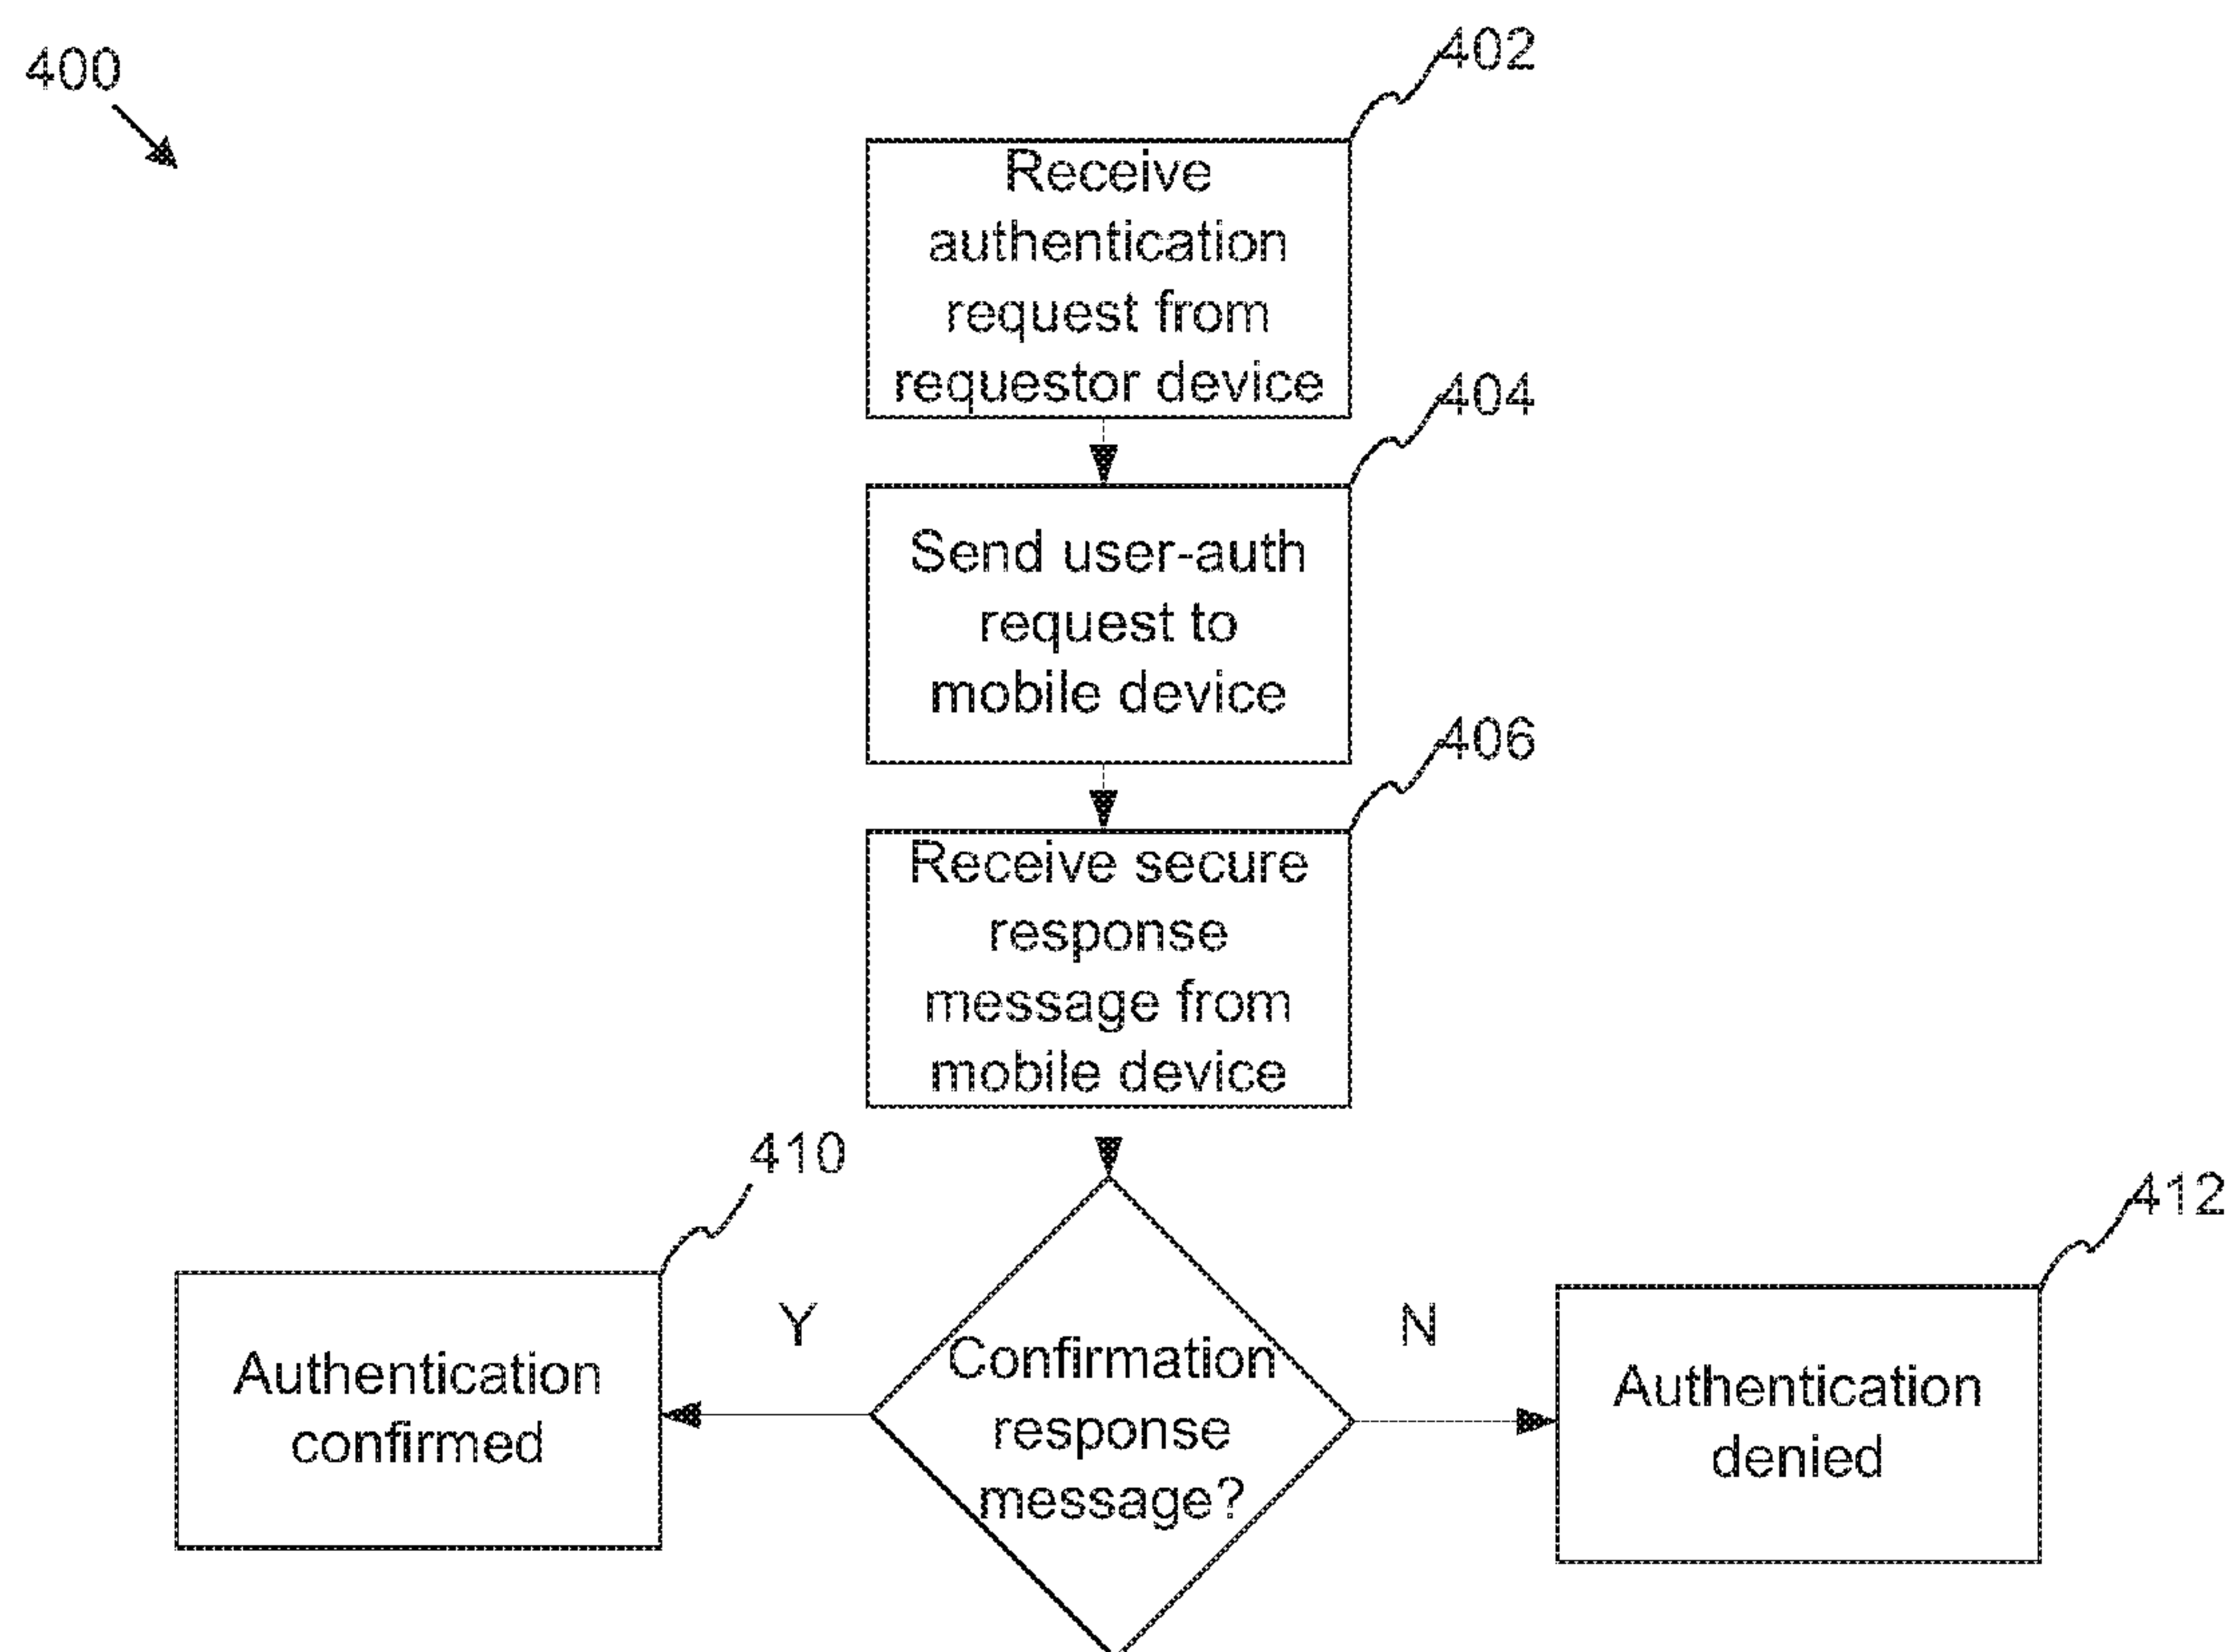 400
402
Receive
authentication
request from
requestor device
404
Send user-auth
request to
mobile device
406
Receive secure
response
message from
mobile device
410
412
Y
N
Authentication
confirmed
Confirmation
response
message?
Authentication
denied